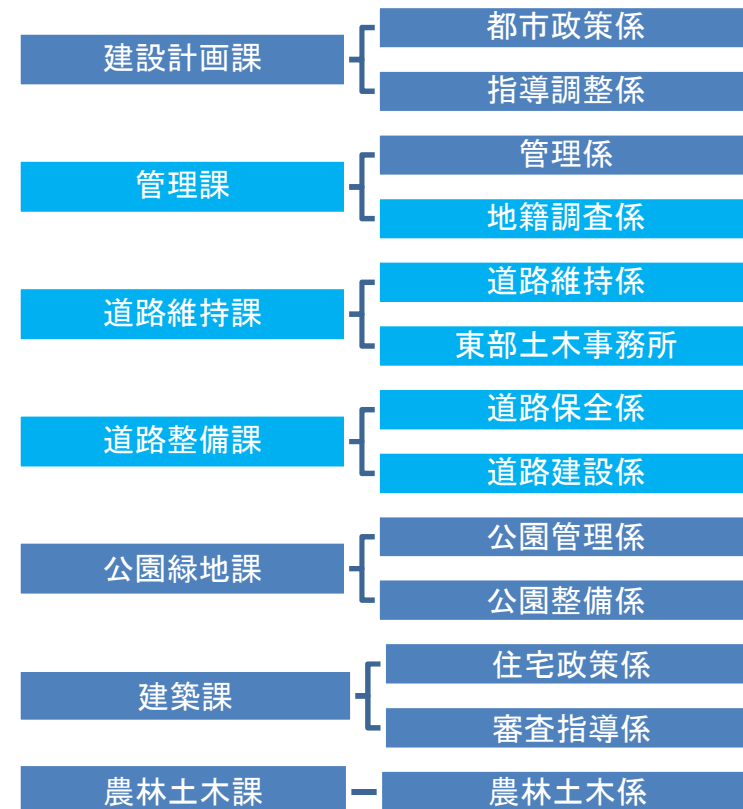 建設計画課
都市政策係
指導調整係
管理課
管理係
地籍調査係
道路維持課
道路維持係
東部土木事務所
道路整備課
道路保全係
道路建設係
公園緑地課
公園管理係
公園整備係
建築課
住宅政策係
審査指導係
農林土木課
農林土木係